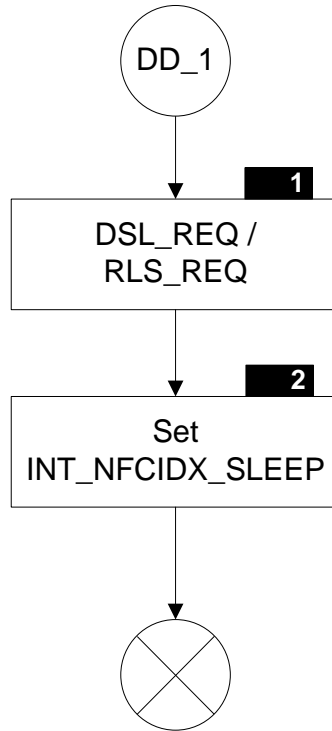 DD_1
1
DSL_REQ /
RLS_REQ
2
Set
INT_NFCIDX_SLEEP